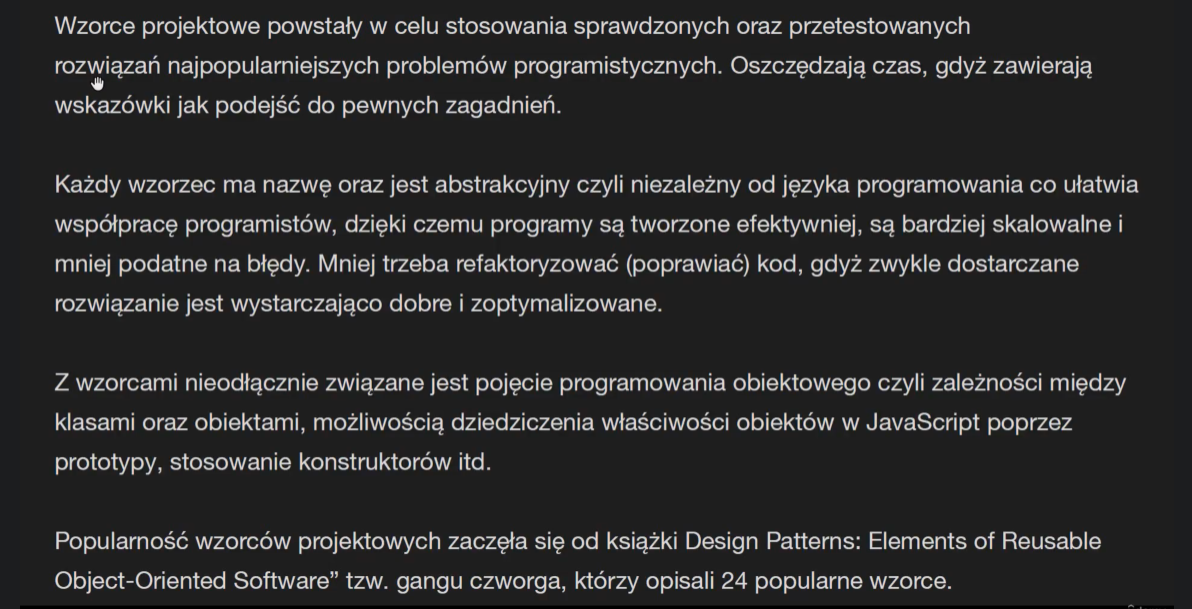 Wzorce projektowe powstały w celu stosowania sprawdzonych oraz przetestowanych
rozwiązań najpopularniejszych problemów programistycznych. Oszczędzają czas, gdyż zawierają
wskazówki jak podejść do pewnych zagadnień.
Każdy wzorzec ma nazwę oraz jest abstrakcyjny czyli niezależny od języka programowania co ułatwia
współpracę programistów, dzięki czemu programy są tworzone efektywniej, są bardziej skalowalne i
mniej podatne na błędy. Mniej trzeba refaktoryzować (poprawiać) kod, gdyż zwykle dostarczane
rozwiązanie jest wystarczająco dobre i zoptymalizowane.
Z wzorcami nieodłącznie związane jest pojęcie programowania obiektowego czyli zależności między
klasami oraz obiektami, możliwością dziedziczenia właściwości obiektów w JavaScript poprzez
prototypy, stosowanie konstruktorów itd.
Popularność wzorców projektowych zaczęła się od książki Design Patterns: Elements of Reusable
Object-Oriented Software” tzw. gangu czworga, którzy opisali 24 popularne wzorce.